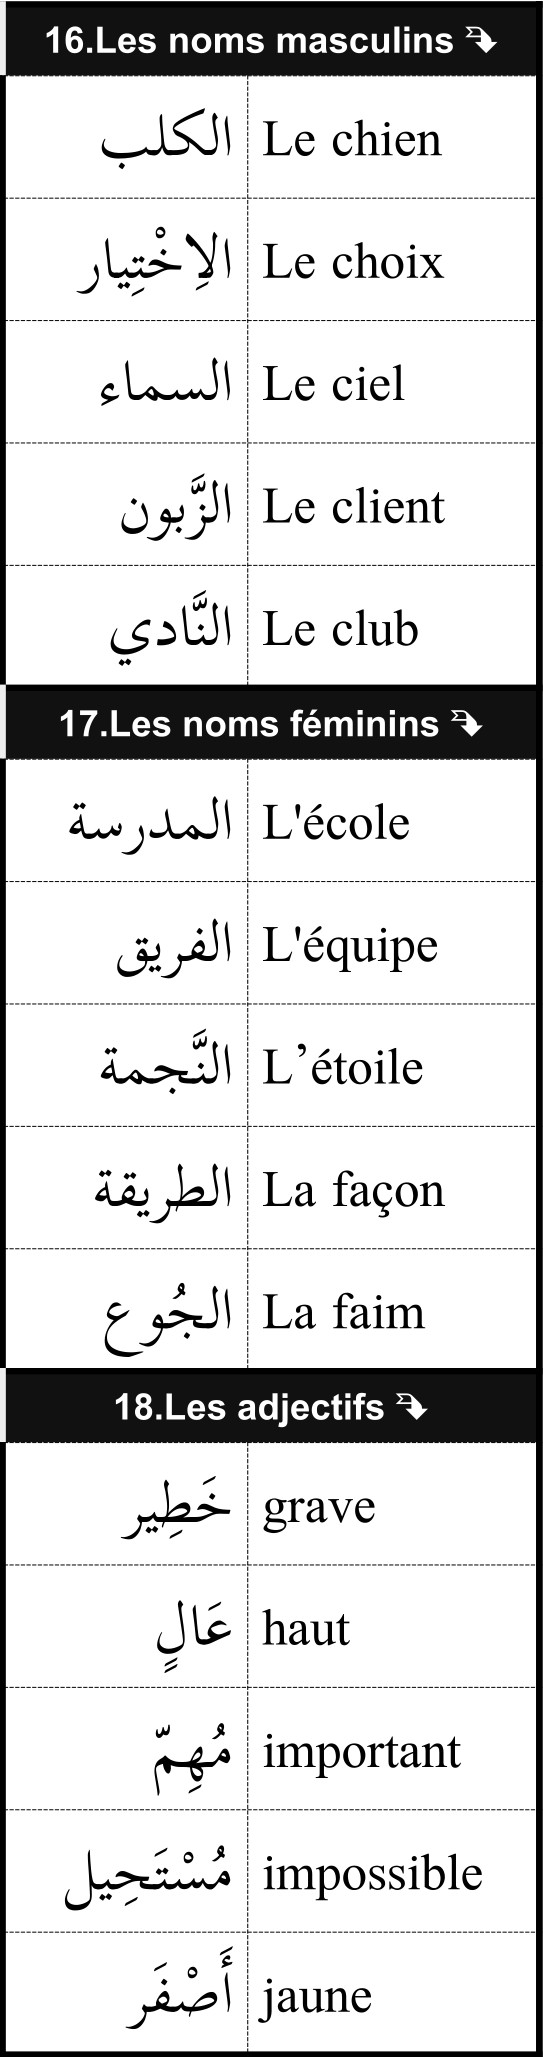 16.Les noms masculins
الكلب Le chien
الاِخْتِيار Le choix
السماء Le ciel
الزَّبون Le client
النَّادي Le club
17.Les noms féminins
المدرسة L'école
الفريق L'équipe
النَّجمة L’étoile
الطريقة La façon
الجُوع La faim
18.Les adjectifs
خَطِير grave
عَالٍ haut
مُهِمّ important
مُسْتَحِيل impossible
أَصْفَر jaune